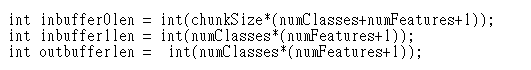 int inbuffer0len = int(chunkSize*(numClasses+numFeatures+1));
int inbuffer1len = int(numClasses*(numFeatures+1));
int outbufferlen =  int(numClasses*(numFeatures+1));